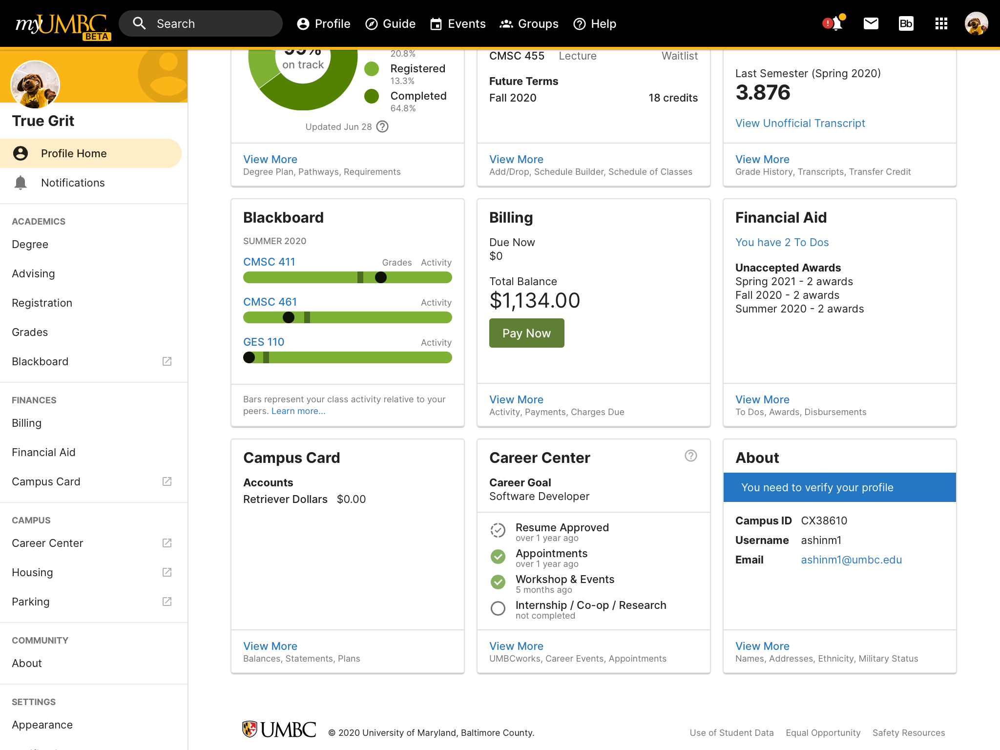 myUMBC
BETA
Search
Profile
Guide
Events
Groups
Help
Bb
True Grit
Profile Home
Notifications
ACADEMICS
Degree
Advising
Registration
Grades
Blackboard
FINANCES
Billing
Financial Aid
Campus Card
CAMPUS
Career Center
Housing
Parking
COMMUNITY
About
SETTINGS
Appearance
99%
on track
20.8%
Registered
13.3%
Completed
64.8%
Updated Jun 28
View More
Degree Plan, Pathways, Requirements
CMSC 455 Lecture Waitlist
Future Terms
Fall 2020 18 credits
View More
Add/Drop, Schedule Builder, Schedule of Classes
Last Semester (Spring 2020)
3.876
View Unofficial Transcript
View More
Grade History, Transcripts, Transfer Credit
Blackboard
SUMMER 2020
CMSC 411 Grades Activity
CMSC 461 Activity
GES 110 Activity
Bars represent your class activity relative to your
peers. Learn more...
Billing
Due Now
$0
Total Balance
$1,134.00
Pay Now
View More
Activity, Payments, Charges Due
Financial Aid
You have 2 To Dos
Unaccepted Awards
Spring 2021 - 2 awards
Fall 2020 - 2 awards
Summer 2020 - 2 awards
View More
To Dos, Awards, Disbursements
Campus Card
Accounts
Retriever Dollars $0.00
View More
Balances, Statements, Plans
Career Center
Career Goal
Software Developer
Resume Approved
over 1 year ago
Appointments
over 1 year ago
Workshop & Events
5 months ago
Internship / Co-op / Research
not completed
View More
UMBCworks, Career Events, Appointments
About
You need to verify your profile
Campus ID CX38610
Username ashinm1
Email ashinm1@umbc.edu
View More
Names, Addresses, Ethnicity, Military Status
UMBC
© 2020 University of Maryland, Baltimore County.
Use of Student Data Equal Opportunity Safety Resources